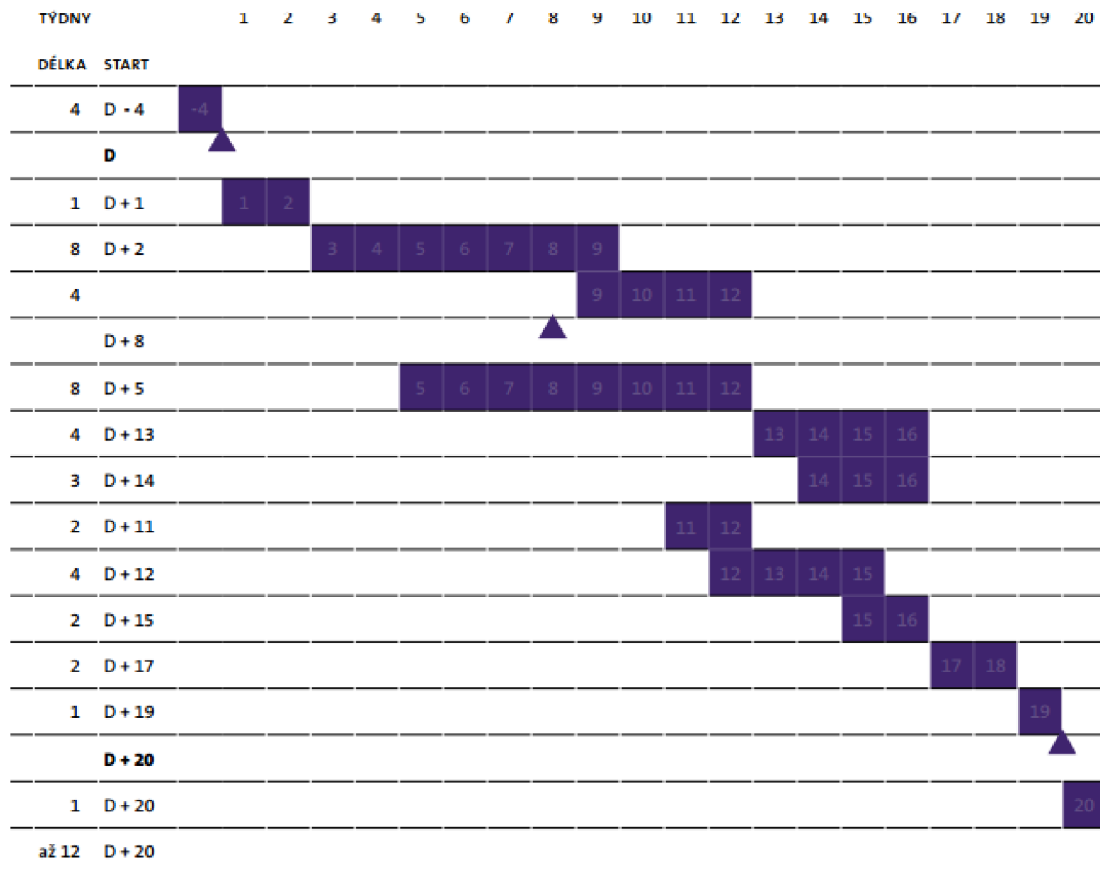 TÝDNY 1 2 3 4 5 6 7 8 9 10 11 12 13 14 15 16 17 18 19 20
DÉLKA START
4 D - 4 -4
D
1 D + 1 1 2
8 D + 2 3 4 5 6 7 8 9
4 9 10 11 12
D + 8
8 D + 5 5 6 7 8 9 10 11 12
4 D + 13 13 14 15 16
3 D + 14 14 15 16
2 D + 11 11 12
4 D + 12 12 13 14 15
2 D + 15 15 16
2 D + 17 17 18
1 D + 19 19
D + 20
1 D + 20 20
až 12 D + 20